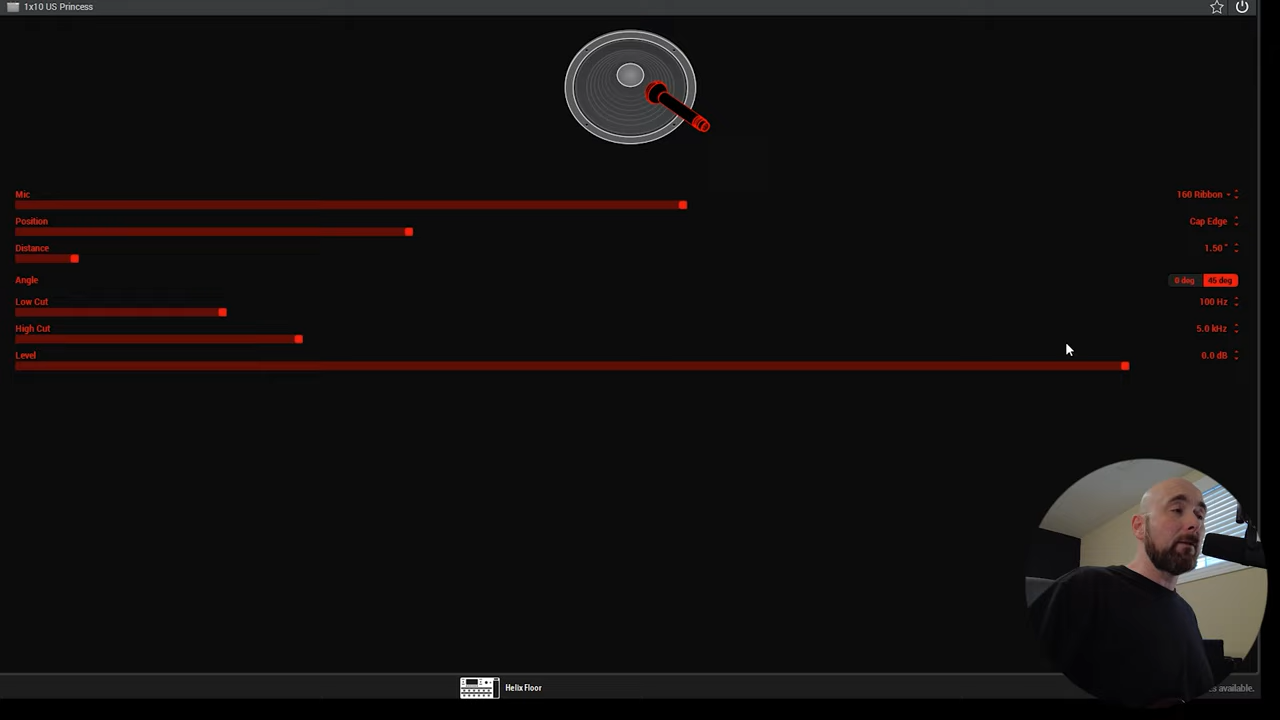 1x10 US Princess
Mic 160 Ribbon
Position Cap Edge
Distance 1.50"
Angle 0 deg 45 deg
Low Cut 100 Hz
High Cut 5.0 kHz
Level 0.0 dB
Helix Floor available.